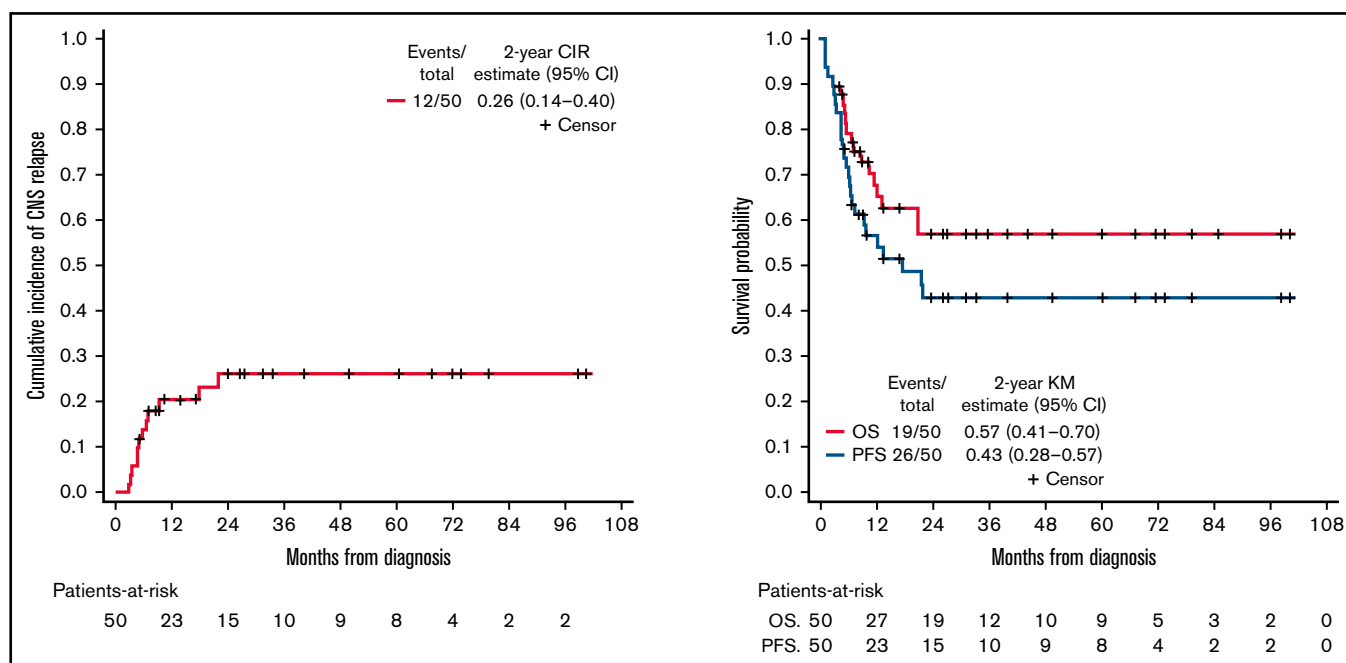 Events/ 2-year CIR
total estimate (95% CI)
12/50 0.26 (0.14–0.40)
+ Censor
Cumulative incidence of CNS relapse
1.0
0.9
0.8
0.7
0.6
0.5
0.4
0.3
0.2
0.1
0.0
0 12 24 36 48 60 72 84 96 108
Months from diagnosis
Patients-at-risk
50 23 15 10 9 8 4 2 2
Survival probability
1.0
0.9
0.8
0.7
0.6
0.5
0.4
0.3
0.2
0.1
0.0
Events/ 2-year KM
total estimate (95% CI)
OS 19/50 0.57 (0.41–0.70)
PFS 26/50 0.43 (0.28–0.57)
+ Censor
0 12 24 36 48 60 72 84 96 108
Months from diagnosis
Patients-at-risk
OS. 50 27 19 12 10 9 5 3 2 0
PFS. 50 23 15 10 9 8 4 2 2 0